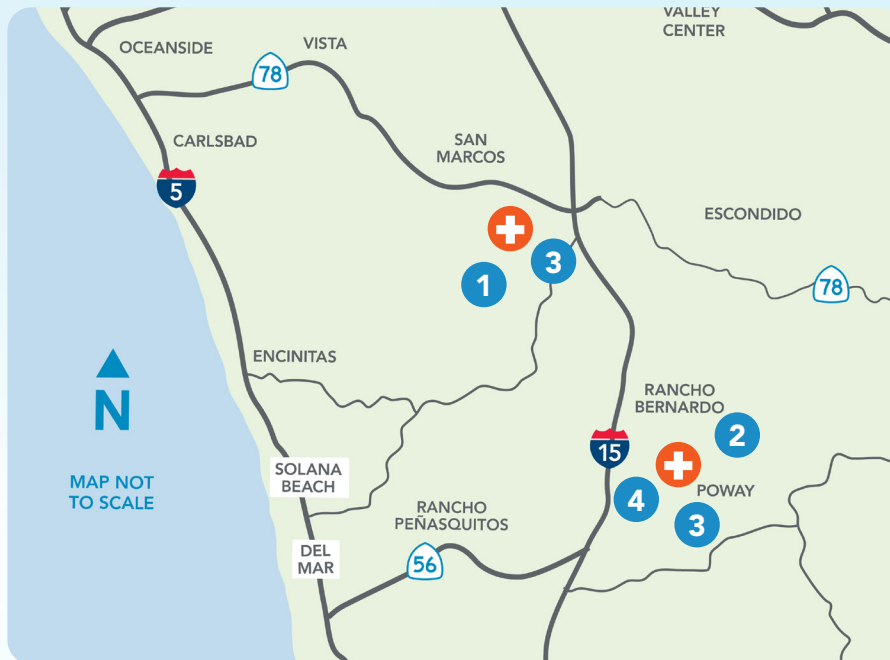 VALLEY
CENTER
OCEANSIDE
VISTA
78
CARLSBAD
SAN
MARCOS
5
ESCONDIDO
3
1
78
ENCINITAS
N
RANCHO
BERNARDO
2
15
MAP NOT
TO SCALE
SOLANA
BEACH
4
POWAY
RANCHO
PEÑASQUITOS
3
DEL
MAR
56